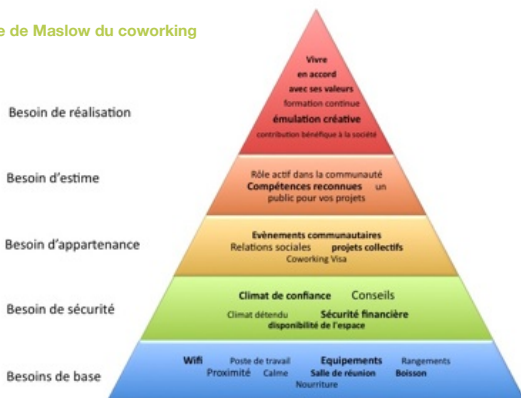 e de Maslow du coworking
Vivre
en accord
avec ses valeurs
formation continue
émulation créative
contribution bénéfique à la société
Besoin de réalisation
Rôle actif dans la communauté
Compétences reconnues un
public pour vos projets
Besoin d'estime
Evènements communautaires
Relations sociales projets collectifs
Coworking Visa
Besoin d'appartenance
Climat de confiance Conseils
Climat détendu Sécurité financière
disponibilité de l'espace
Besoin de sécurité
Wifi Poste de travail Equipements Rangements
Proximité Calme Salle de réunion Boisson
Nourriture
Besoins de base